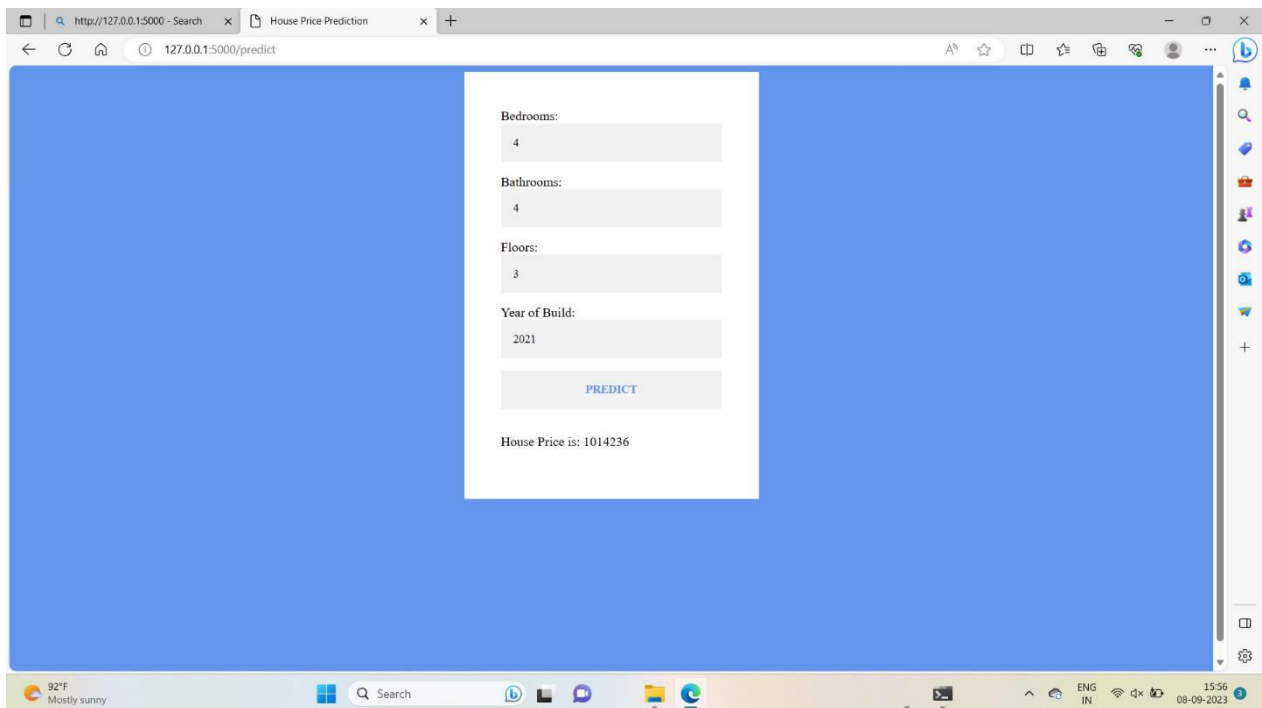 http://127.0.0.1:5000 - Search
House Price Prediction
127.0.0.1:5000/predict
Bedrooms:
4
Bathrooms:
4
Floors:
3
Year of Build:
2021
PREDICT
House Price is: 1014236
92°F
Mostly sunny
Search
ENG
IN
15:56
08-09-2023
3